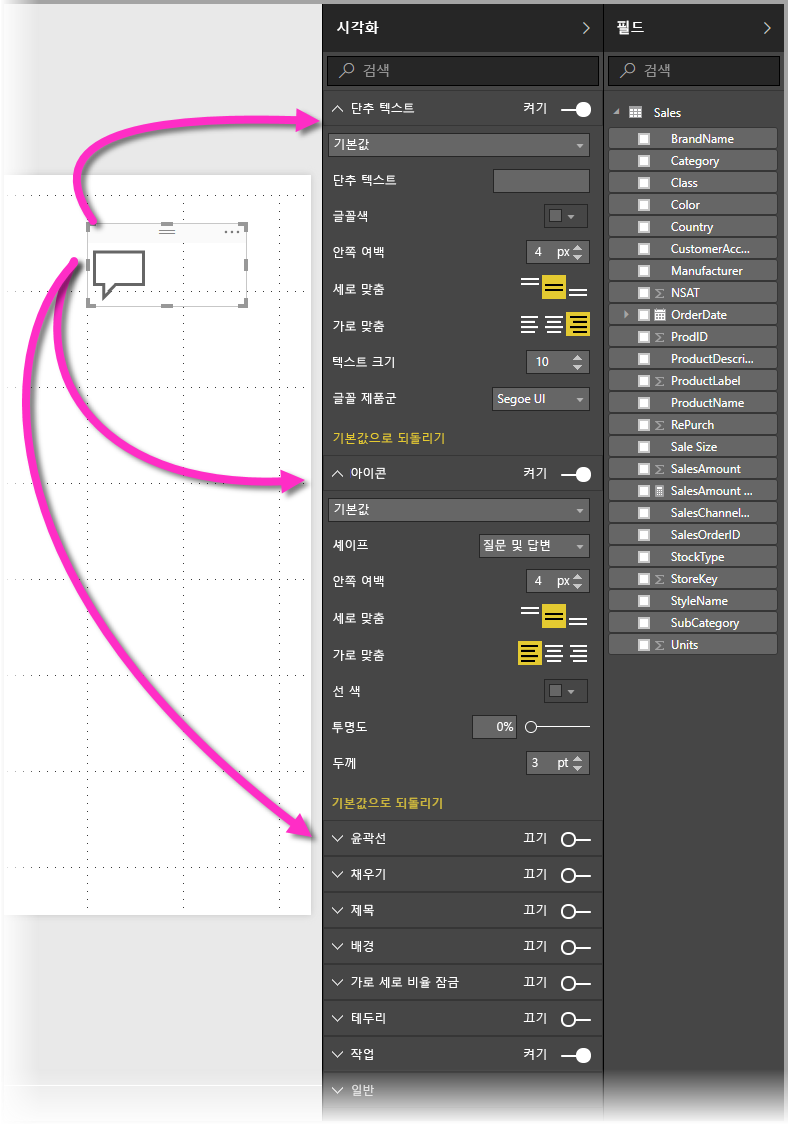 시각화
검색
단추 텍스트 켜기
기본값
단추 텍스트
글꼴색
안쪽 여백 4 px
세로 맞춤
가로 맞춤
텍스트 크기 10
글꼴 제품군 Segoe UI
기본값으로 되돌리기
아이콘 켜기
기본값
셰이프 질문 및 답변
안쪽 여백 4 px
세로 맞춤
가로 맞춤
선 색
투명도 0%
두께 3 pt
기본값으로 되돌리기
윤곽선 끄기
채우기 끄기
제목 끄기
배경 끄기
가로 세로 비율 잠금 끄기
테두리 끄기
작업 켜기
일반
필드
검색
Sales
BrandName
Category
Class
Color
Country
CustomerAcc...
Manufacturer
NSAT
OrderDate
ProdID
ProductDescri...
ProductLabel
ProductName
RePurch
Sale Size
SalesAmount
SalesAmount ...
SalesChannel...
SalesOrderID
StockType
StoreKey
StyleName
SubCategory
Units